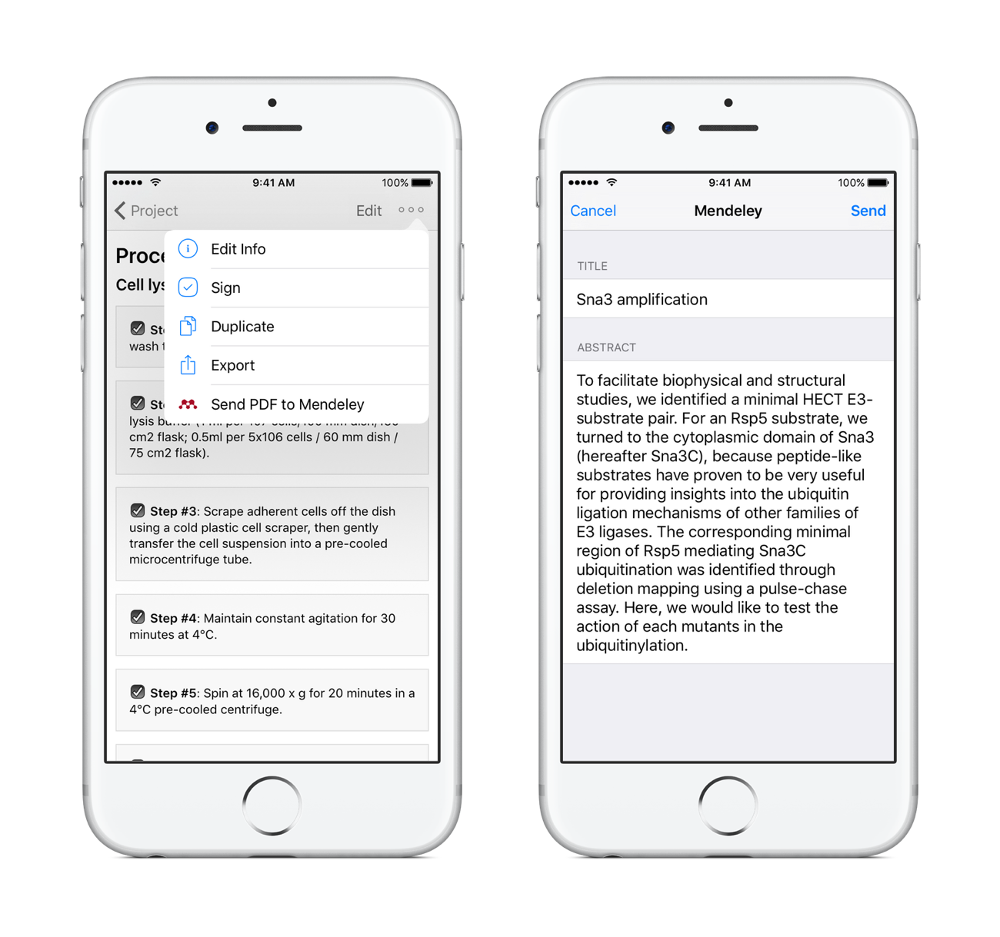 9:41 AM
100%
Project
Edit
Edit Info
Sign
Duplicate
Export
Send PDF to Mendeley
Cell
wash
lysis
cm2 flask; 0.5ml per 5x106 cells / 60 mm dish /
75 cm2 flask).
Step #3: Scrape adherent cells off the dish
using a cold plastic cell scraper, then gently
transfer the cell suspension into a pre-cooled
microcentrifuge tube.
Step #4: Maintain constant agitation for 30
minutes at 4°C.
Step #5: Spin at 16,000 x g for 20 minutes in a
4°C pre-cooled centrifuge.
9:41 AM
100%
Cancel
Mendeley
Send
TITLE
Sna3 amplification
ABSTRACT
To facilitate biophysical and structural
studies, we identified a minimal HECT E3-
substrate pair. For an Rsp5 substrate, we
turned to the cytoplasmic domain of Sna3
(hereafter Sna3C), because peptide-like
substrates have proven to be very useful
for providing insights into the ubiquitin
ligation mechanisms of other families of
E3 ligases. The corresponding minimal
region of Rsp5 mediating Sna3C
ubiquitination was identified through
deletion mapping using a pulse-chase
assay. Here, we would like to test the
action of each mutants in the
ubiquitinylation.